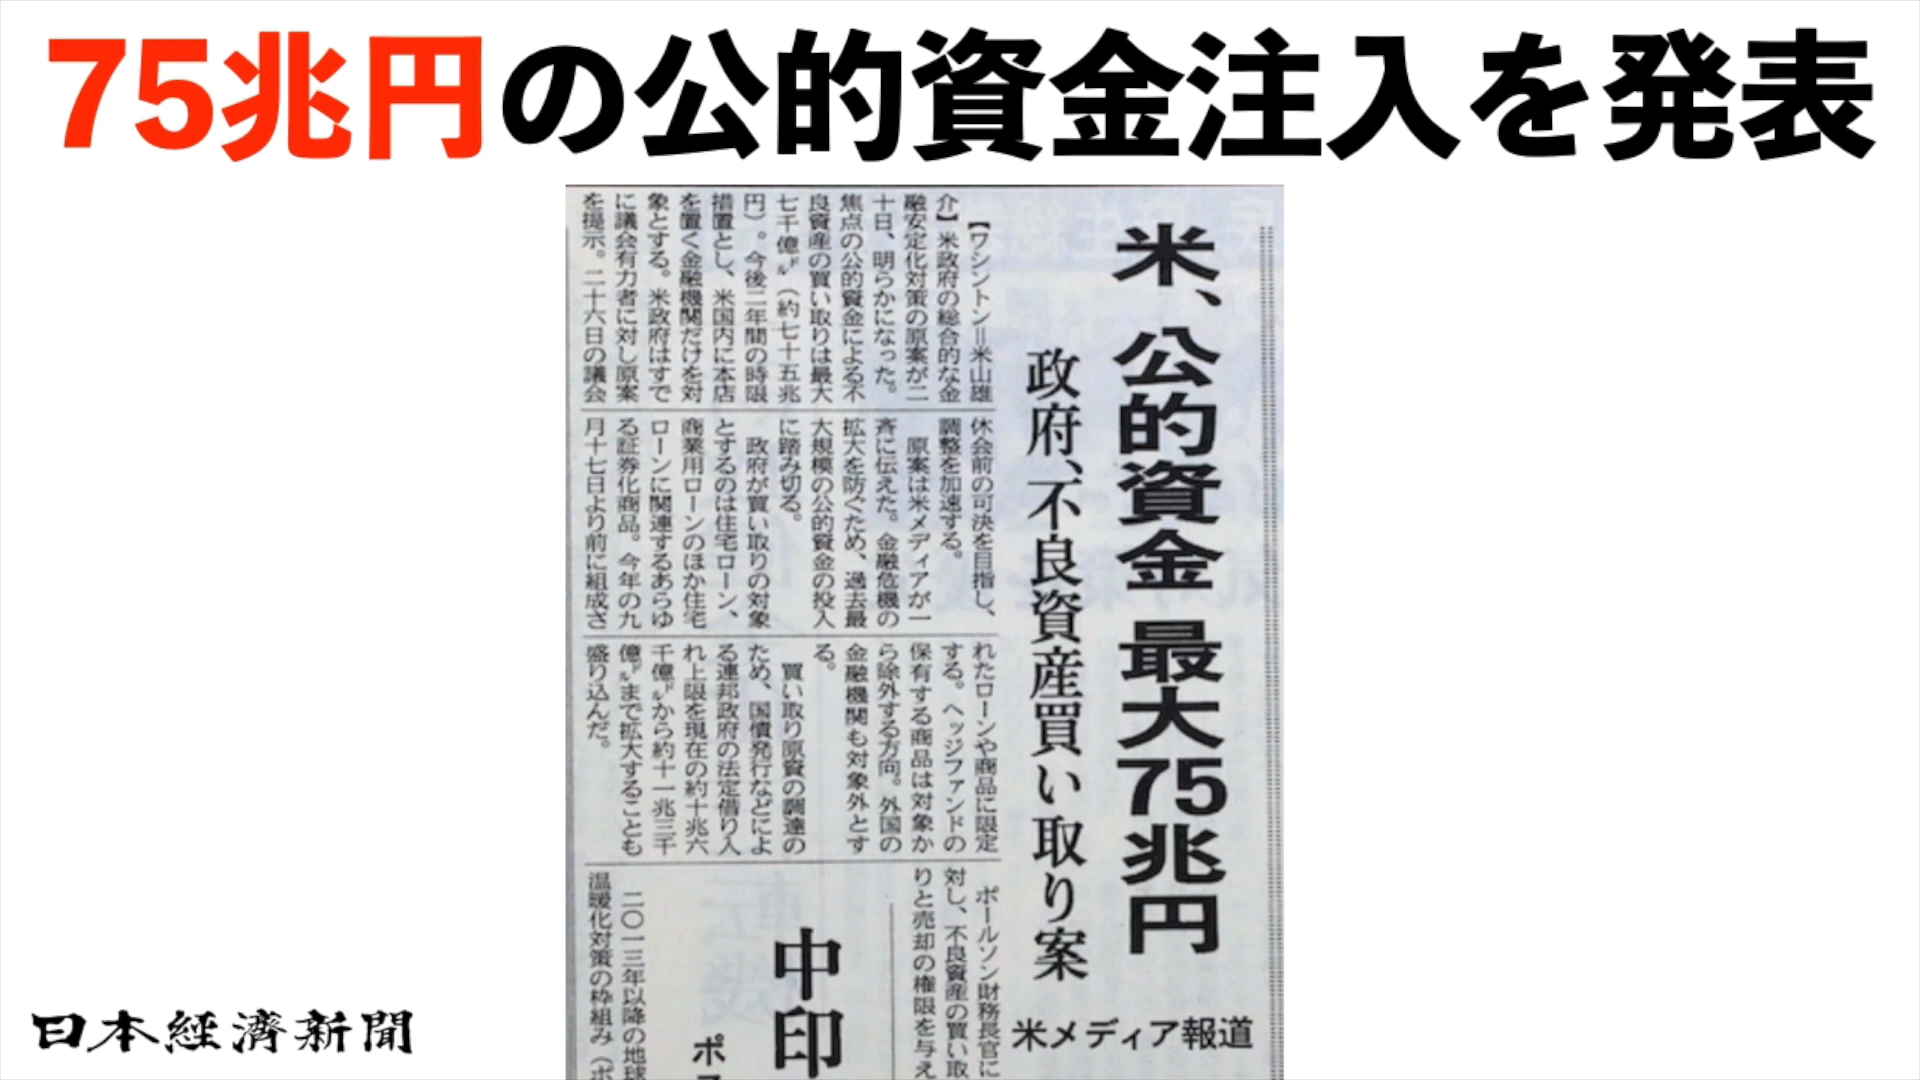 75兆円の公的資金注入を発表
米、公的資金 最大75兆円
政府、不良資産買い取り案
米メディア報道
【ワシントン＝米山雄
介】米政府の総合的な金
融安定化対策の原案が二
十日、明らかになった。
焦点の公的資金による不
良資産の買い取りは最大
七千億ドル（約七十五兆
円）。今後二年間の時限
措置とし、米国内に本店
を置く金融機関だけを対
象とする。米政府はすで
に議会有力者に対し原案
を提示。二十六日の議会
休会前の可決を目指し、
調整を加速する。
原案は米メディアが一
斉に伝えた。金融危機の
拡大を防ぐため、過去最
大規模の公的資金の投入
に踏み切る。
政府が買い取りの対象
とするのは住宅ローン、
商業用ローンのほか住宅
ローンに関連するあらゆ
る証券化商品。今年の九
月十七日より前に組成さ
れたローンや商品に限定
する。ヘッジファンドの
保有する商品は対象か
ら除外する方向。外国の
金融機関も対象外とす
る。
買い取り原資の調達の
ため、国債発行などによ
る連邦政府の法定借り入
れ上限を現在の約十兆六
千億ドルから約十一兆三千
億ドルまで拡大することも
盛り込んだ。
ポールソン財務長官に
対し、不良資産の買い取
りと売却の権限を与え
中印
ポ
二〇一三年以降の地球
温暖化対策の枠組み（ポ
日本経済新聞